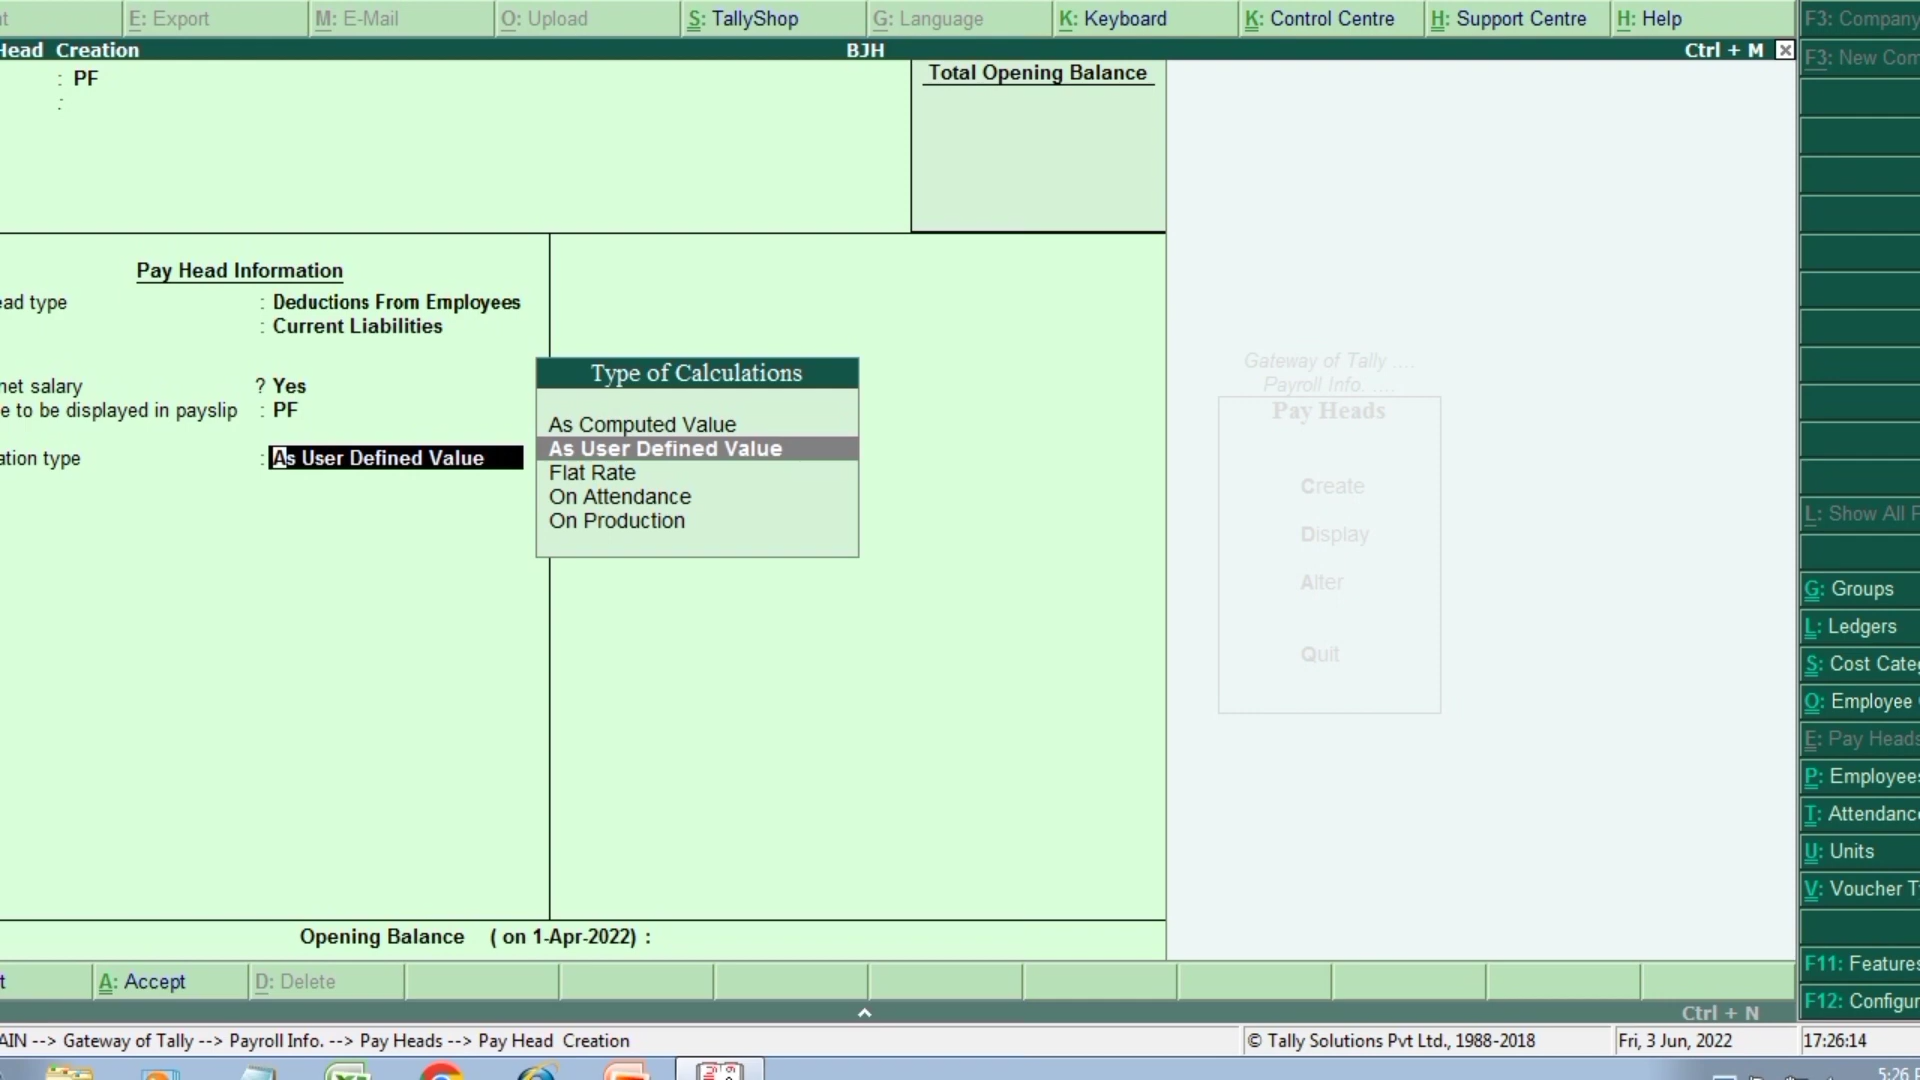 t E: Export M: E-Mail O: Upload S: TallyShop G: Language K: Keyboard K: Control Centre H: Support Centre H: Help F3: Company
Head Creation BJH Ctrl + M F3: New Com
: PF
:
Total Opening Balance
Pay Head Information
ead type : Deductions From Employees
: Current Liabilities
net salary ? Yes
e to be displayed in payslip : PF
ation type : As User Defined Value
Type of Calculations
As Computed Value
As User Defined Value
Flat Rate
On Attendance
On Production
Gateway of Tally ....
Payroll Info. ....
Pay Heads
Create
Display
Alter
Quit
L: Show All P
G: Groups
L: Ledgers
S: Cost Categ
O: Employee
E: Pay Heads
P: Employees
T: Attendance
U: Units
V: Voucher T
F11: Features
F12: Configur
Opening Balance ( on 1-Apr-2022) :
t A: Accept D: Delete
Ctrl + N
AIN --> Gateway of Tally --> Payroll Info. --> Pay Heads --> Pay Head Creation © Tally Solutions Pvt Ltd., 1988-2018 Fri, 3 Jun, 2022 17:26:14
5:26 P